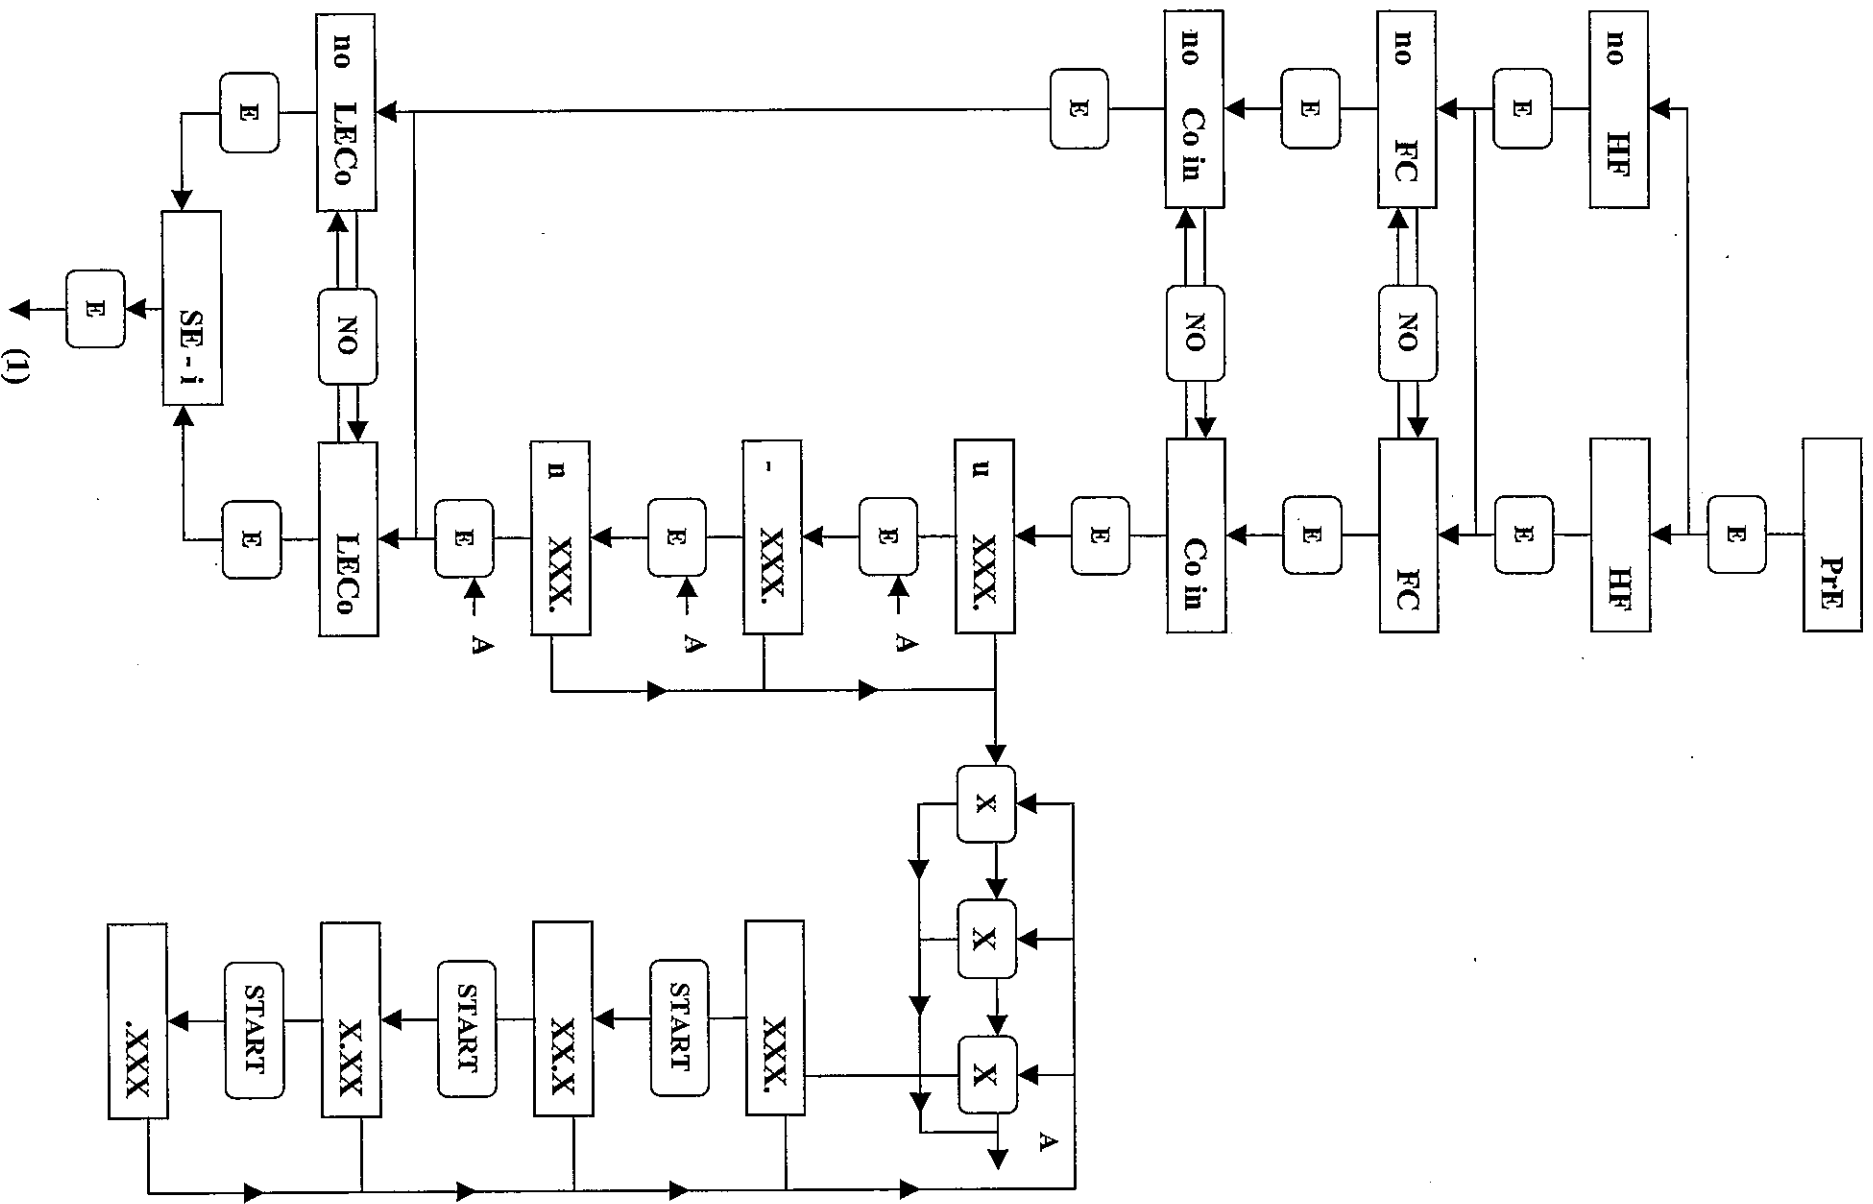 PrE
E
no HF
HF
E
E
no FC
NO
FC
E
E
no Co in
NO
Co in
E
E
A
u XXX.
X
X
X
E
A
- XXX.
XXX.
E
A
START
n XXX.
XX.X
E
A
START
no LECo
NO
LECo
X.XX
E
E
START
SE - i
.XXX
E
(1)